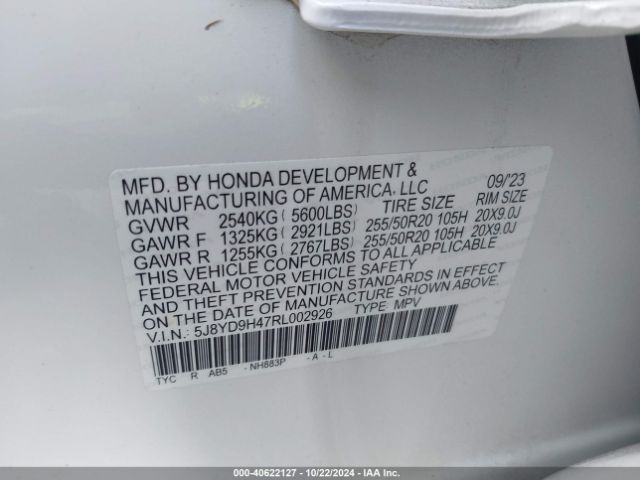 MFD. BY HONDA DEVELOPMENT &
MANUFACTURING OF AMERICA, LLC 09/'23
GVWR 2540KG( 5600LBS) TIRE SIZE RIM SIZE
GAWR F 1325KG( 2921LBS) 255/50R20 105H 20X9.0J
GAWR R 1255KG( 2767LBS) 255/50R20 105H 20X9.0J
THIS VEHICLE CONFORMS TO ALL APPLICABLE
FEDERAL MOTOR VEHICLE SAFETY
AND THEFT PREVENTION STANDARDS IN EFFECT
ON THE DATE OF MANUFACTURE SHOWN ABOVE.
V.I.N.: 5J8YD9H47RL002926 TYPE: MPV
TYC R AB5 -NH883P -A-L
000-40622127 - 10/22/2024 - IAA Inc.